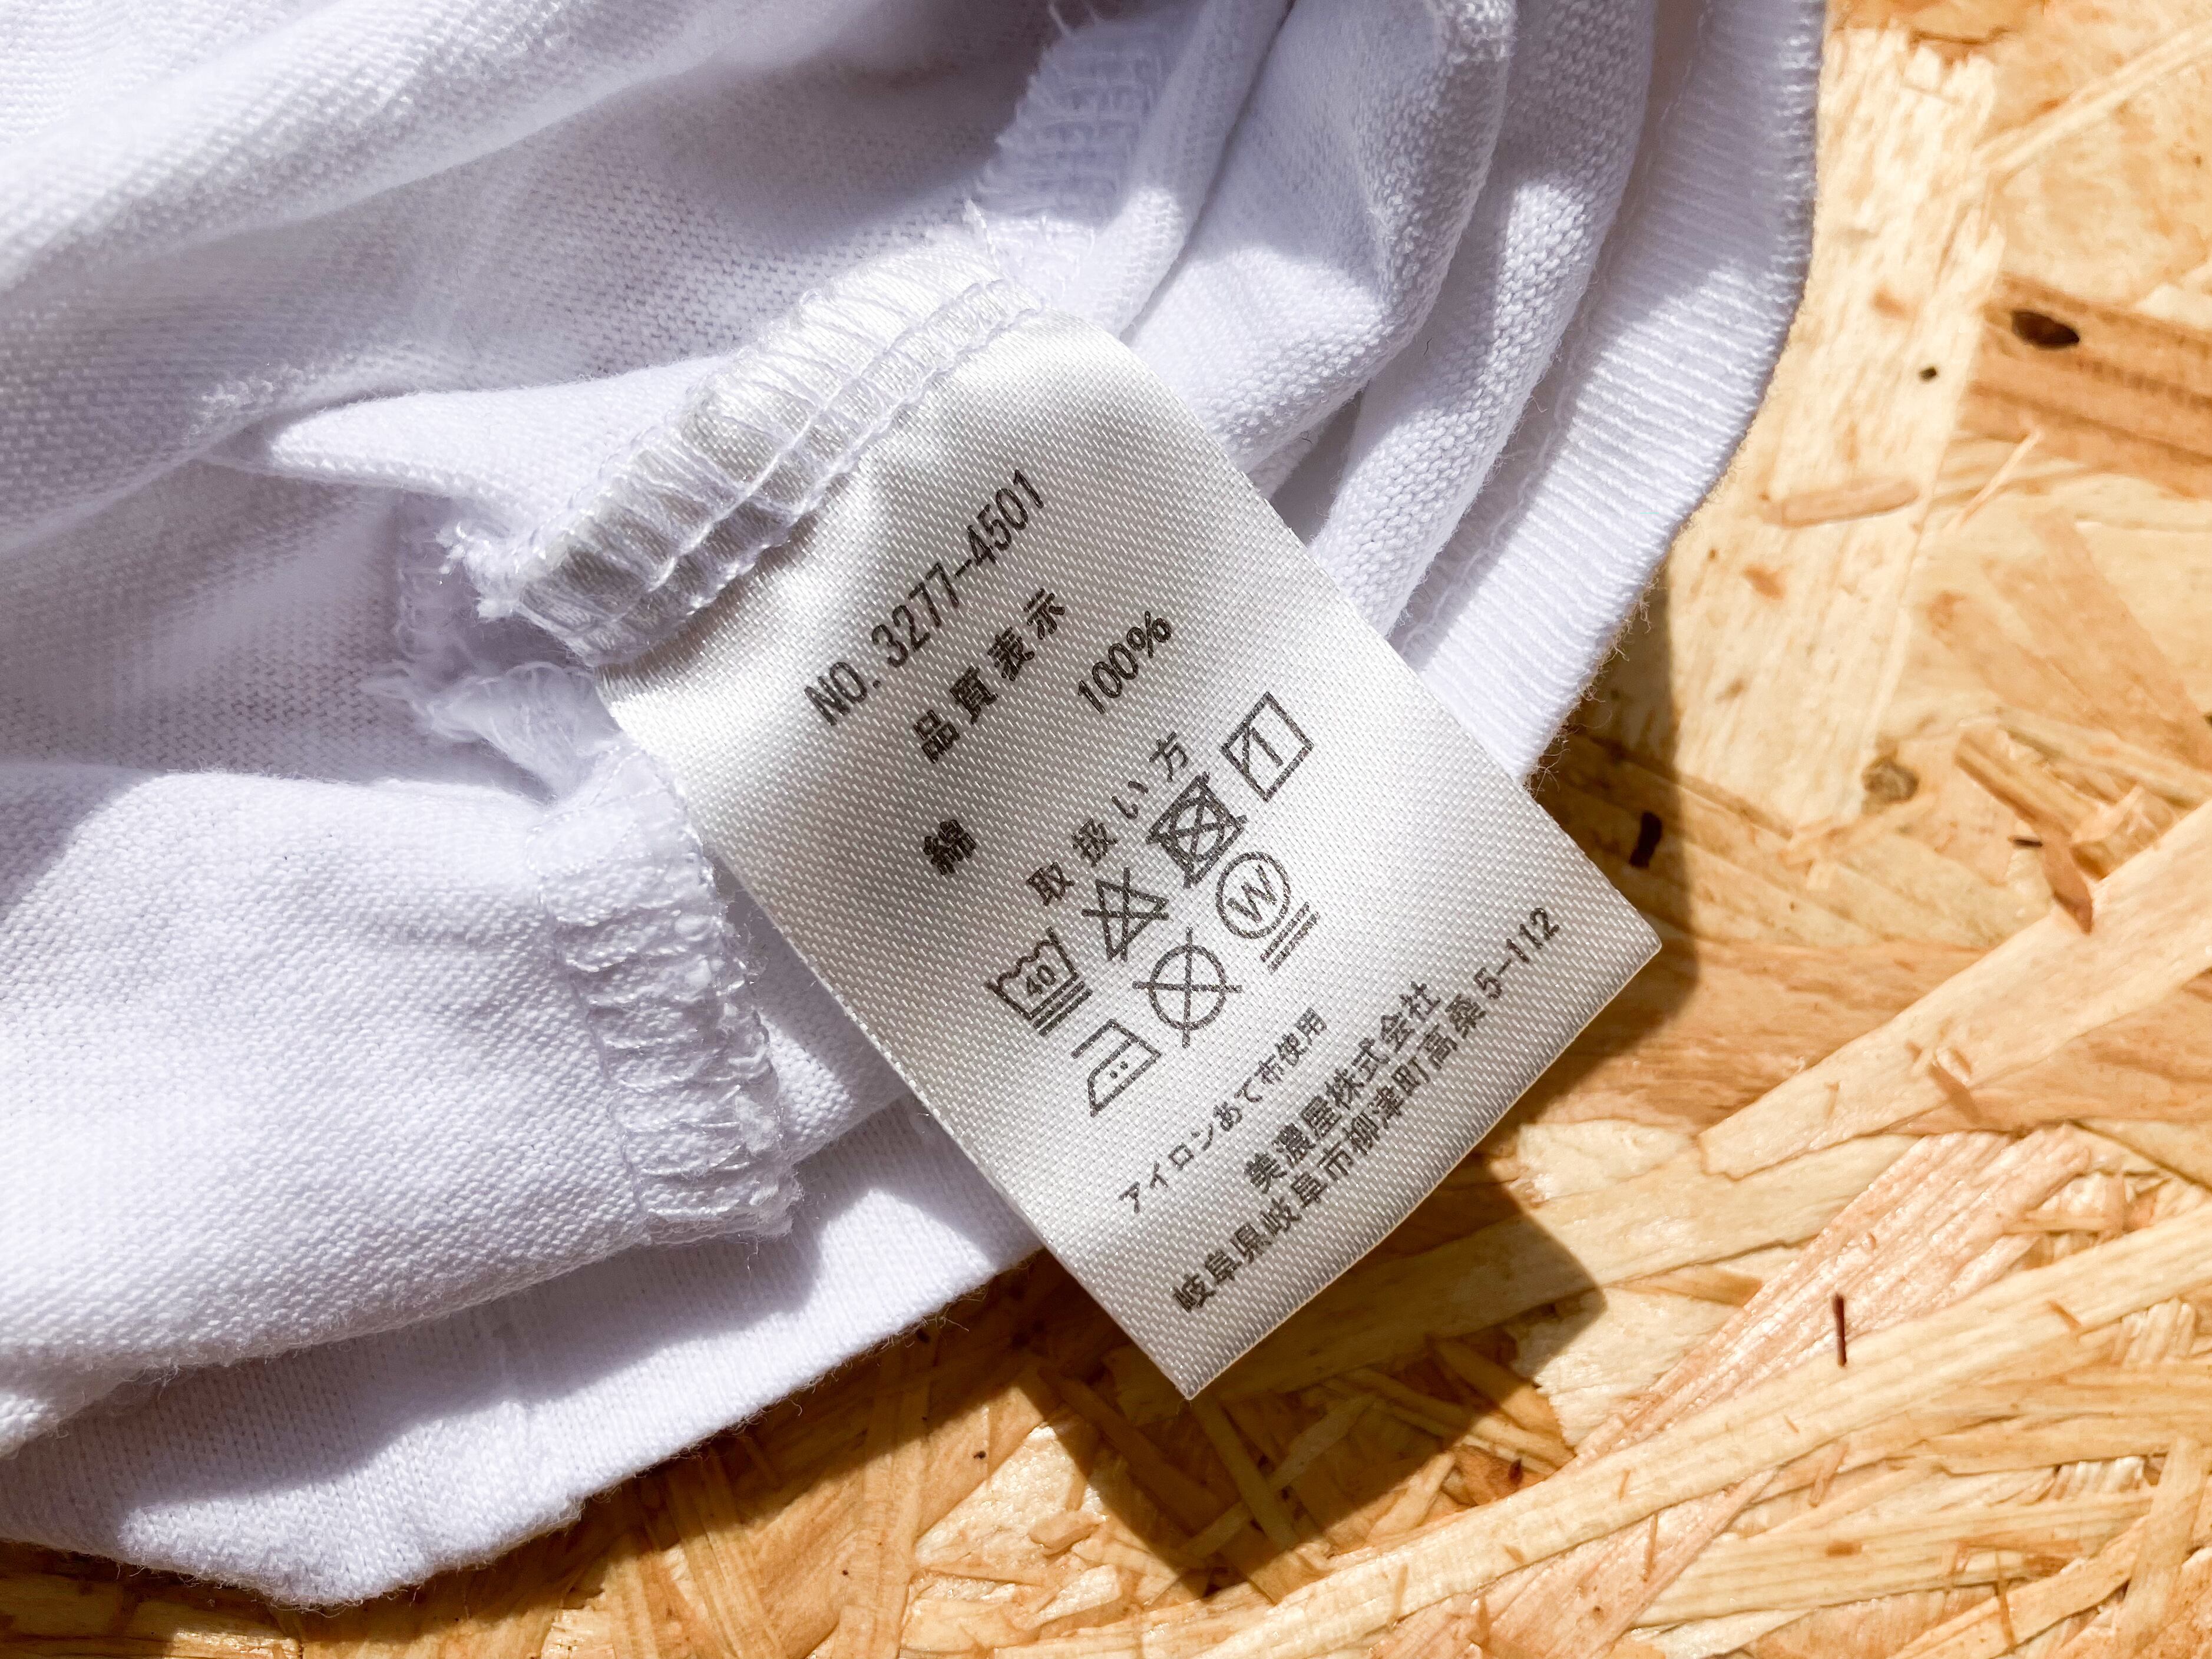 NO. 3277-4501
品質表示
綿 100%
取扱い方
40
W
アイロンあて布使用
美濃屋株式会社
岐阜県岐阜市柳津町高桑5-112